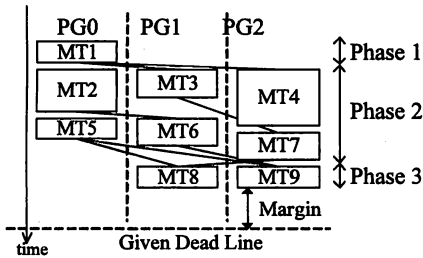 PG0 PG1 PG2
MT1 Phase 1
MT2 MT3 MT4 Phase 2
MT5 MT6 MT7
MT8 MT9 Phase 3
Margin
time Given Dead Line